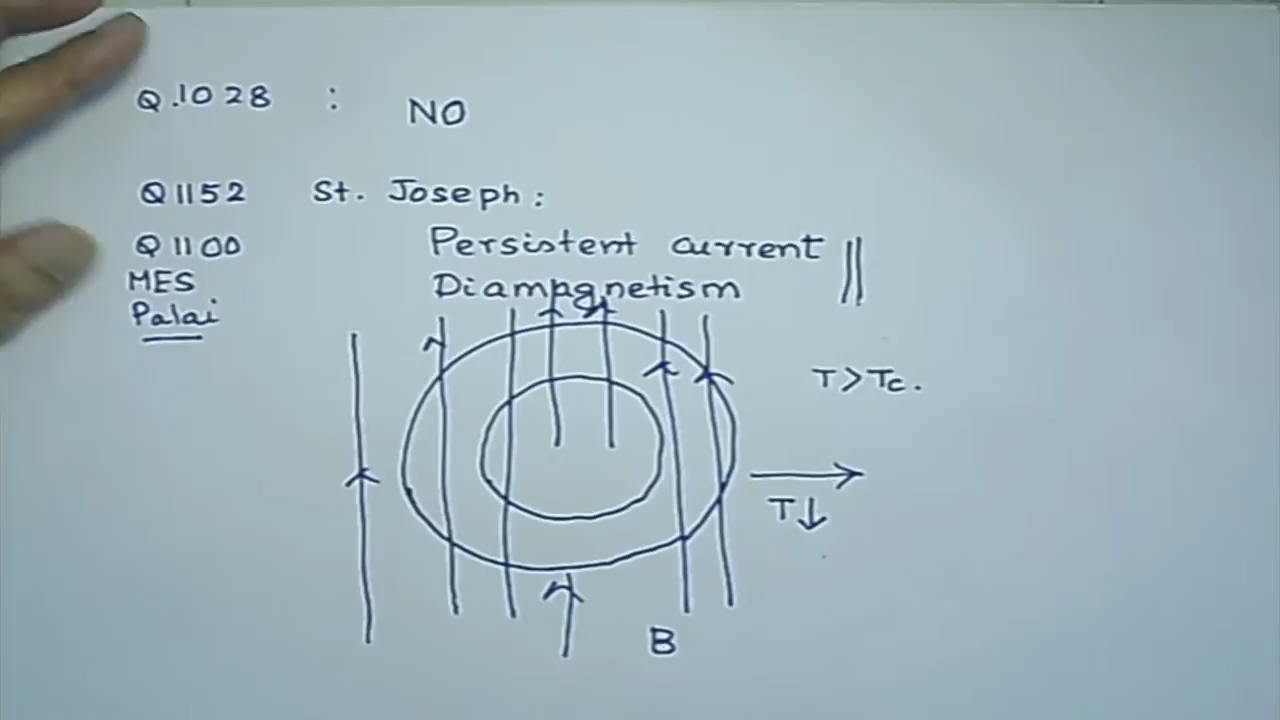 Q.1028 : NO
Q1152 St. Joseph :
Q1100 Persistent current
MES Diamagnetism
Palai
T>Tc.
T↓
B